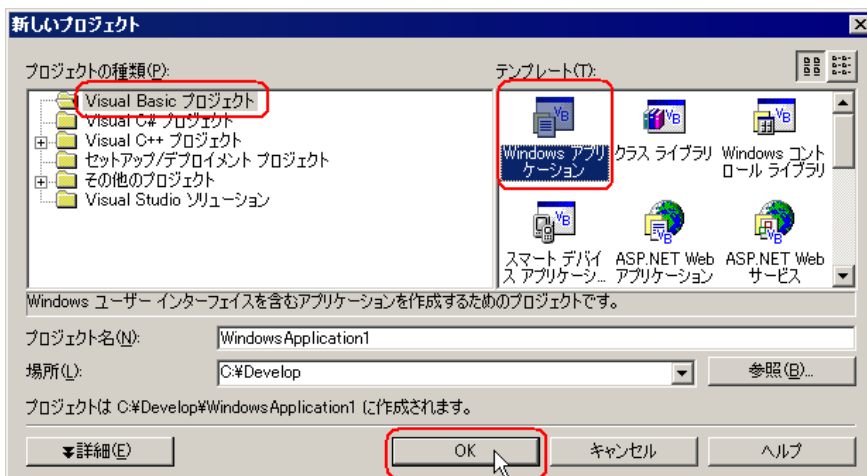 新しいプロジェクト
プロジェクトの種類(P):
Visual Basic プロジェクト
Visual C# プロジェクト
Visual C++ プロジェクト
セットアップ/デプロイメント プロジェクト
その他のプロジェクト
Visual Studio ソリューション
テンプレート(T):
Windows アプリ
ケーション
クラス ライブラリ
Windows コント
ロール ライブラリ
スマート デバイ
ス アプリケーシ...
ASP.NET Web
アプリケーション
ASP.NET Web
サービス
Windows ユーザー インターフェイスを含むアプリケーションを作成するためのプロジェクトです。
プロジェクト名(N):
WindowsApplication1
場所(L):
C:¥Develop
参照(B)...
プロジェクトは C:¥Develop¥WindowsApplication1 に作成されます。
詳細(E)
OK
キャンセル
ヘルプ